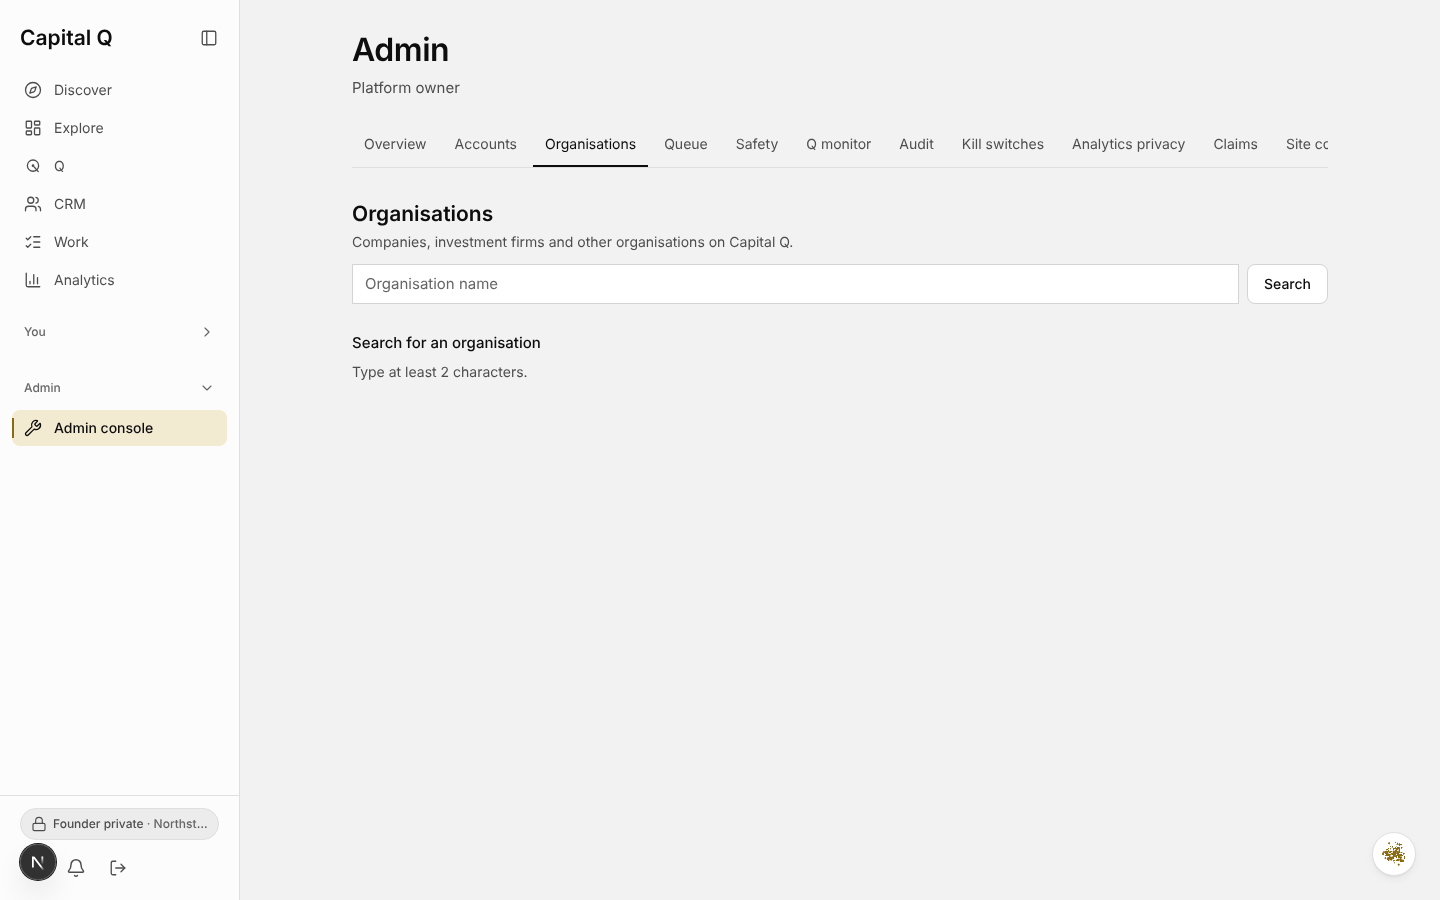 Capital Q
Discover
Explore
Q
CRM
Work
Analytics
You
Admin
Admin console
Founder private · Northst...
N
Admin
Platform owner
Overview Accounts Organisations Queue Safety Q monitor Audit Kill switches Analytics privacy Claims Site cc
Organisations
Companies, investment firms and other organisations on Capital Q.
Organisation name
Search
Search for an organisation
Type at least 2 characters.